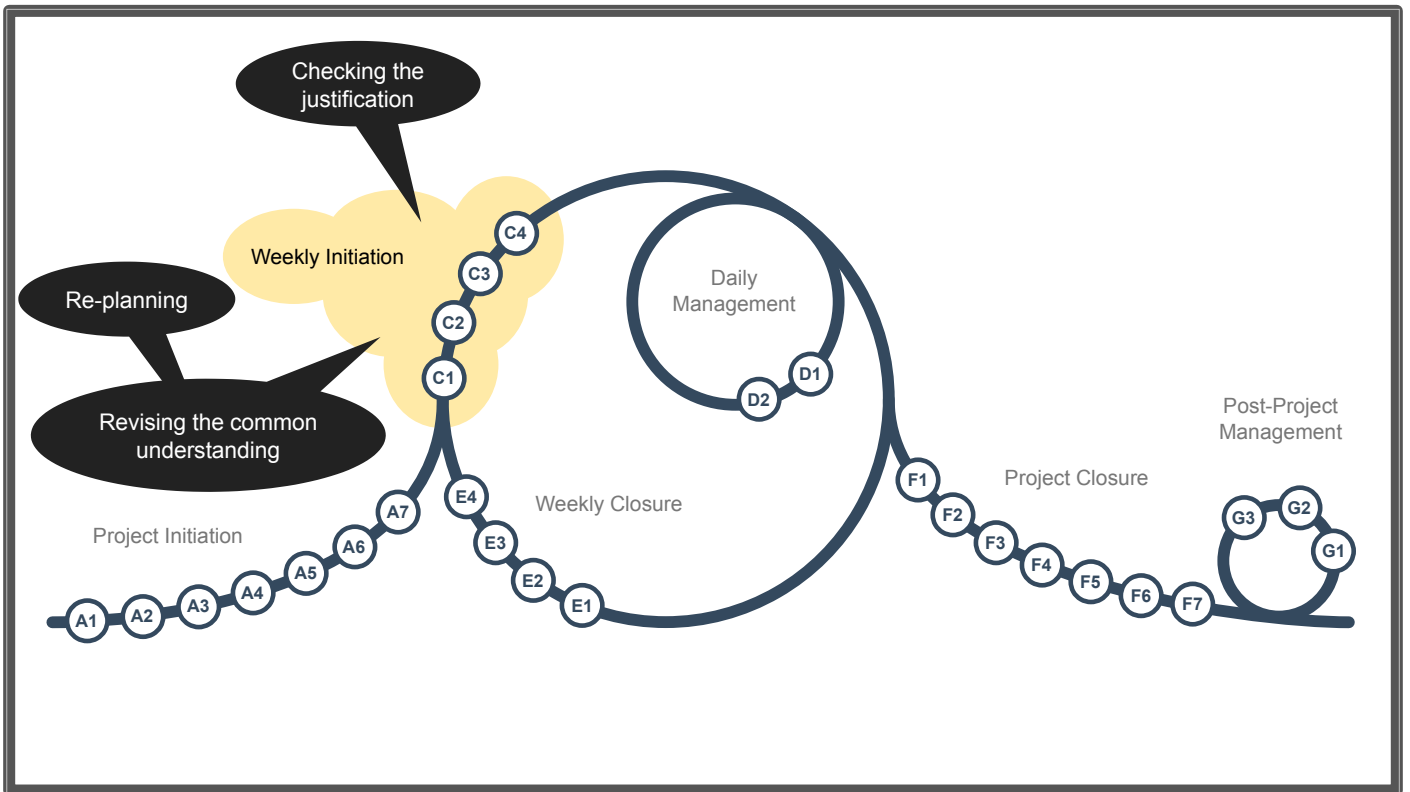 Checking the
justification
Weekly Initiation
Re-planning
Revising the common
understanding
Project Initiation
A1
A2
A3
A4
A5
A6
A7
C1
C2
C3
C4
Daily
Management
D1
D2
Weekly Closure
E1
E2
E3
E4
Project Closure
F1
F2
F3
F4
F5
F6
F7
Post-Project
Management
G1
G2
G3